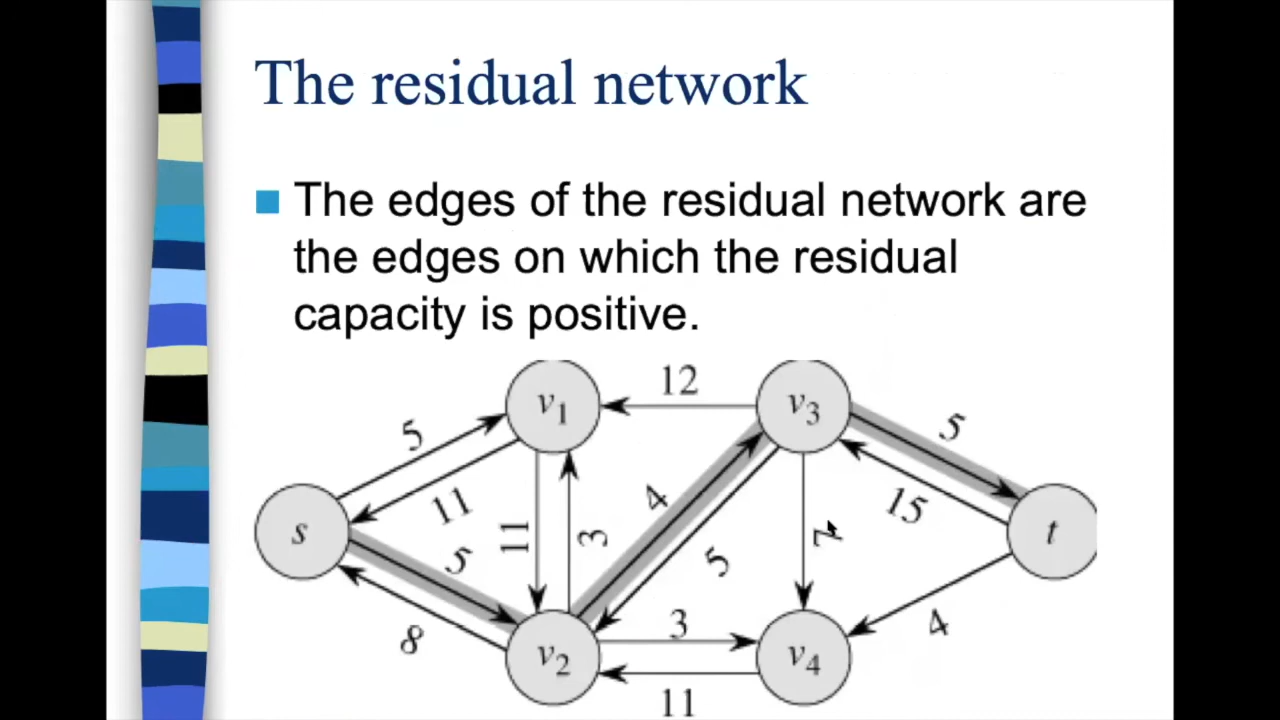 The residual network
The edges of the residual network are
the edges on which the residual
capacity is positive.
12
v1
v3
5
5
11
4
15
s
11
3
7
t
5
5
3
4
8
v2
v4
11